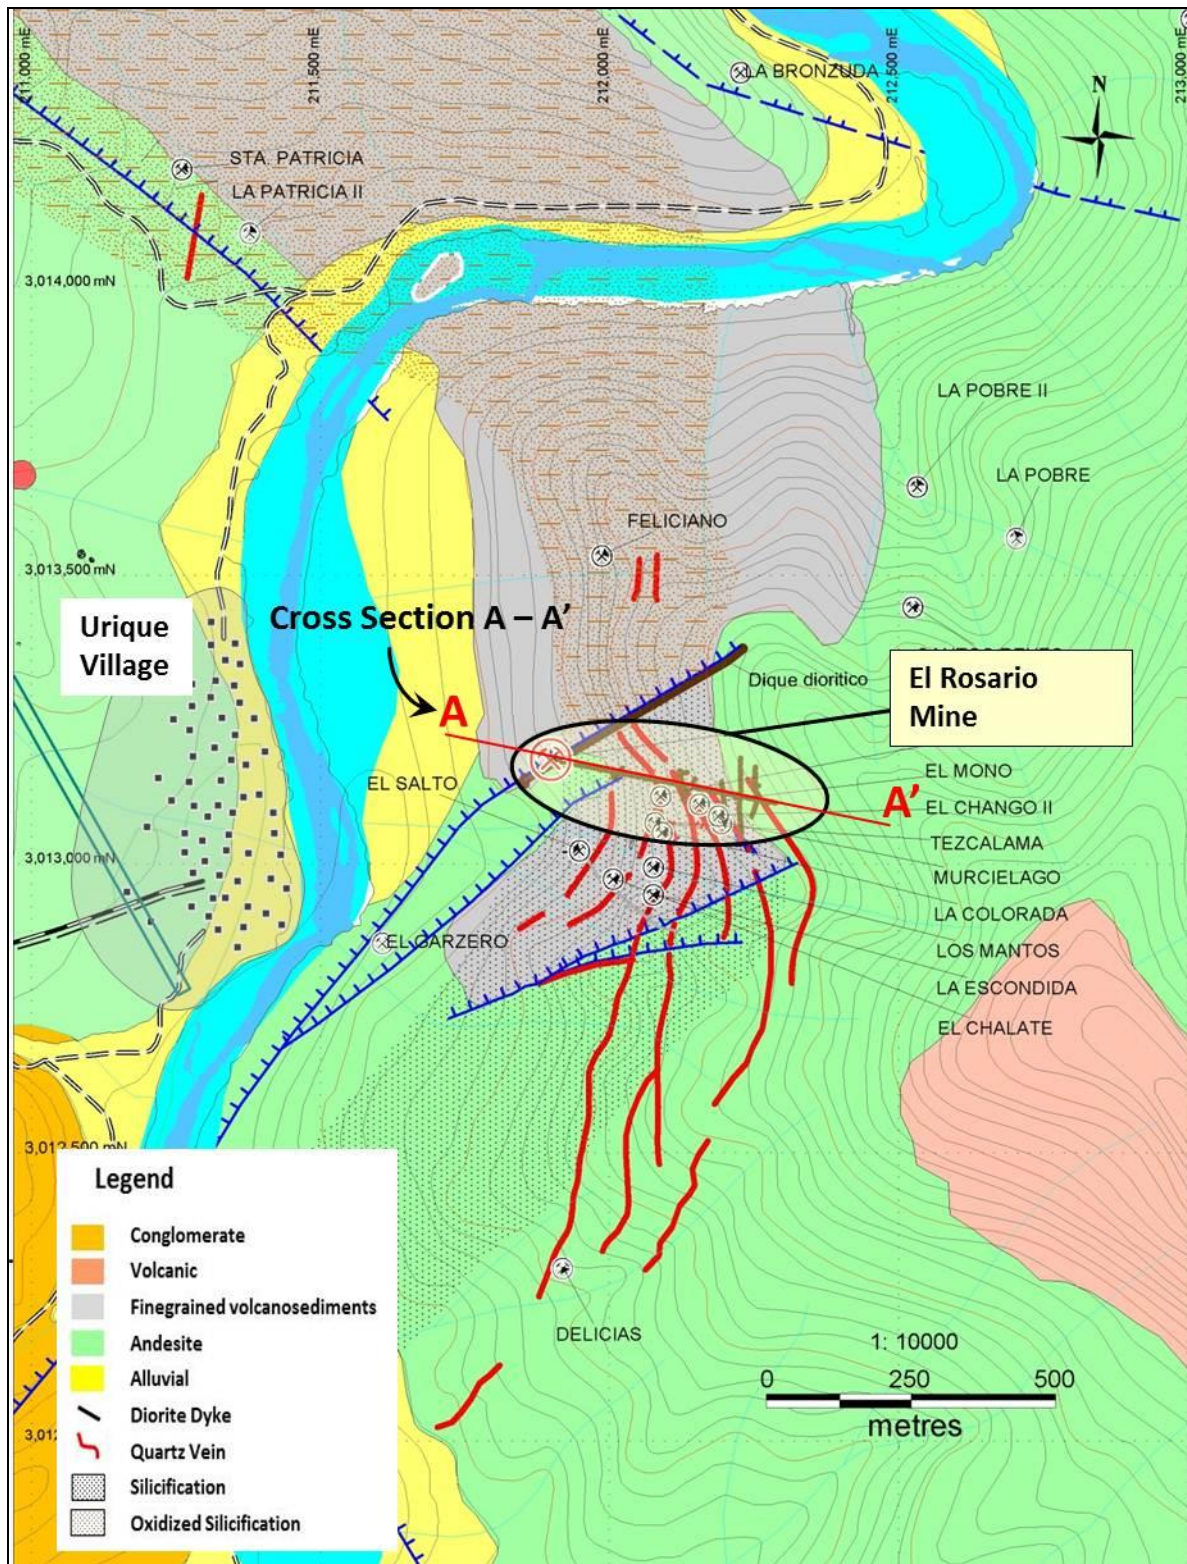 211,000 mE
211,500 mE
212,000 mE
212,500 mE
213,000 mE
LA BRONZUDA
N
STA. PATRICIA
LA PATRICIA II
3,014,000 mN
LA POBRE II
LA POBRE
FELICIANO
3,013,500 mN
Urique
Village
Cross Section A – A’
Dique diorítico
El Rosario
Mine
A
EL SALTO
EL MONO
A’
EL CHANGO II
TEZCALAMA
3,013,000 mN
MURCIELAGO
LA COLORADA
EL GARZERO
LOS MANTOS
LA ESCONDIDA
EL CHALATE
3,012,500 mN
Legend
Conglomerate
Volcanic
Finegrained volcanosediments
Andesite
Alluvial
Diorite Dyke
Quartz Vein
Silicification
Oxidized Silicification
DELICIAS
1: 10000
0 250 500
metres
3,012